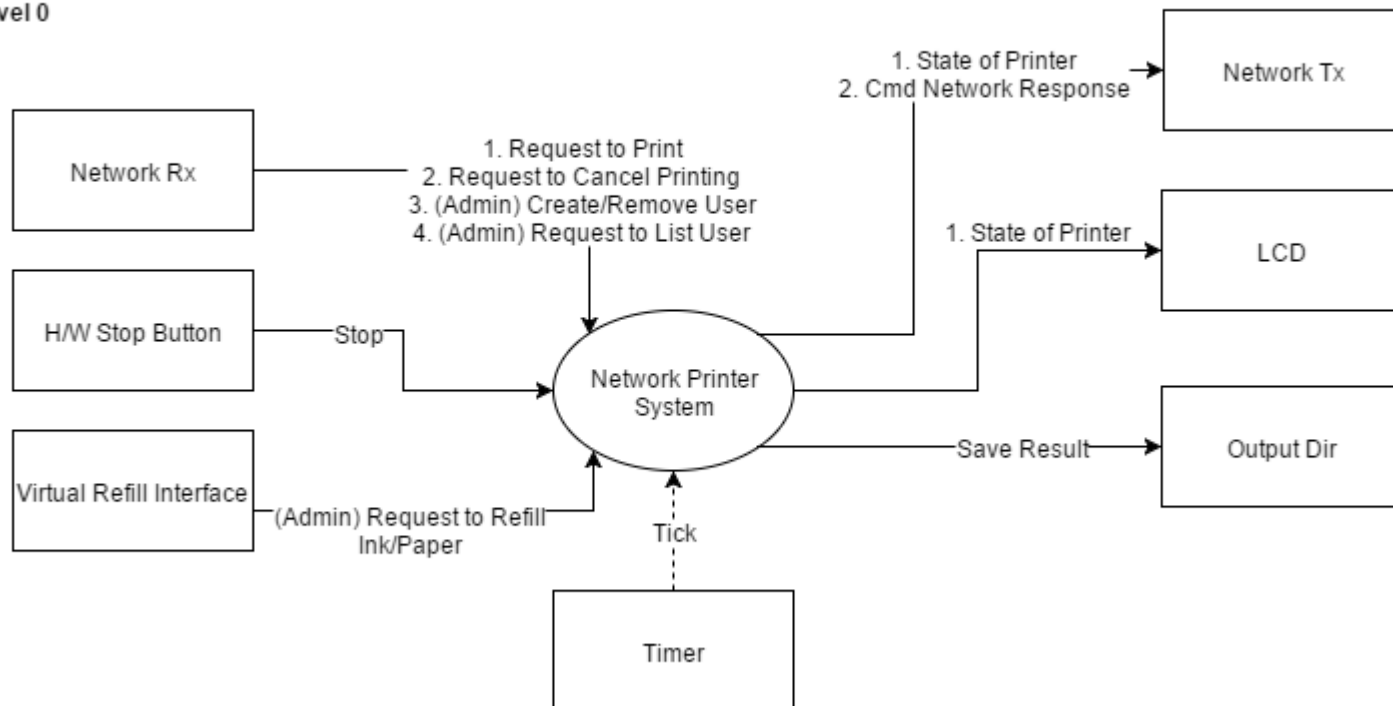 vel 0
1. State of Printer
2. Cmd Network Response
Network Tx
Network Rx
1. Request to Print
2. Request to Cancel Printing
3. (Admin) Create/Remove User
4. (Admin) Request to List User
1. State of Printer
LCD
H/W Stop Button
Stop
Network Printer
System
Save Result
Output Dir
Virtual Refill Interface
(Admin) Request to Refill
Ink/Paper
Tick
Timer